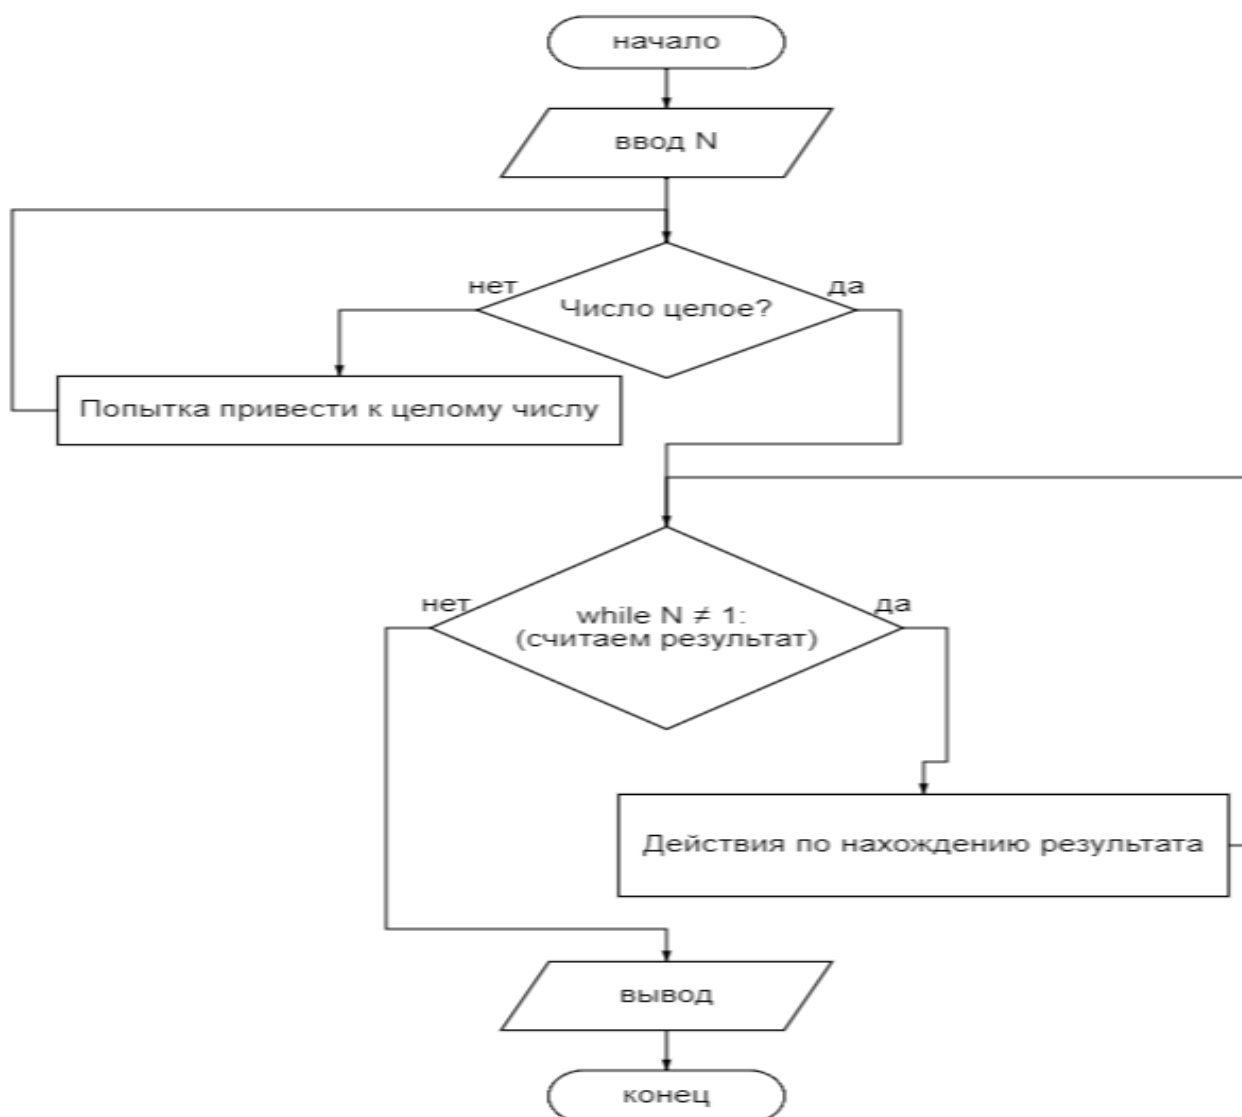 начало
ввод N
нет
да
Число целое?
Попытка привести к целому числу
нет
да
while N ≠ 1:
(считаем результат)
Действия по нахождению результата
вывод
конец